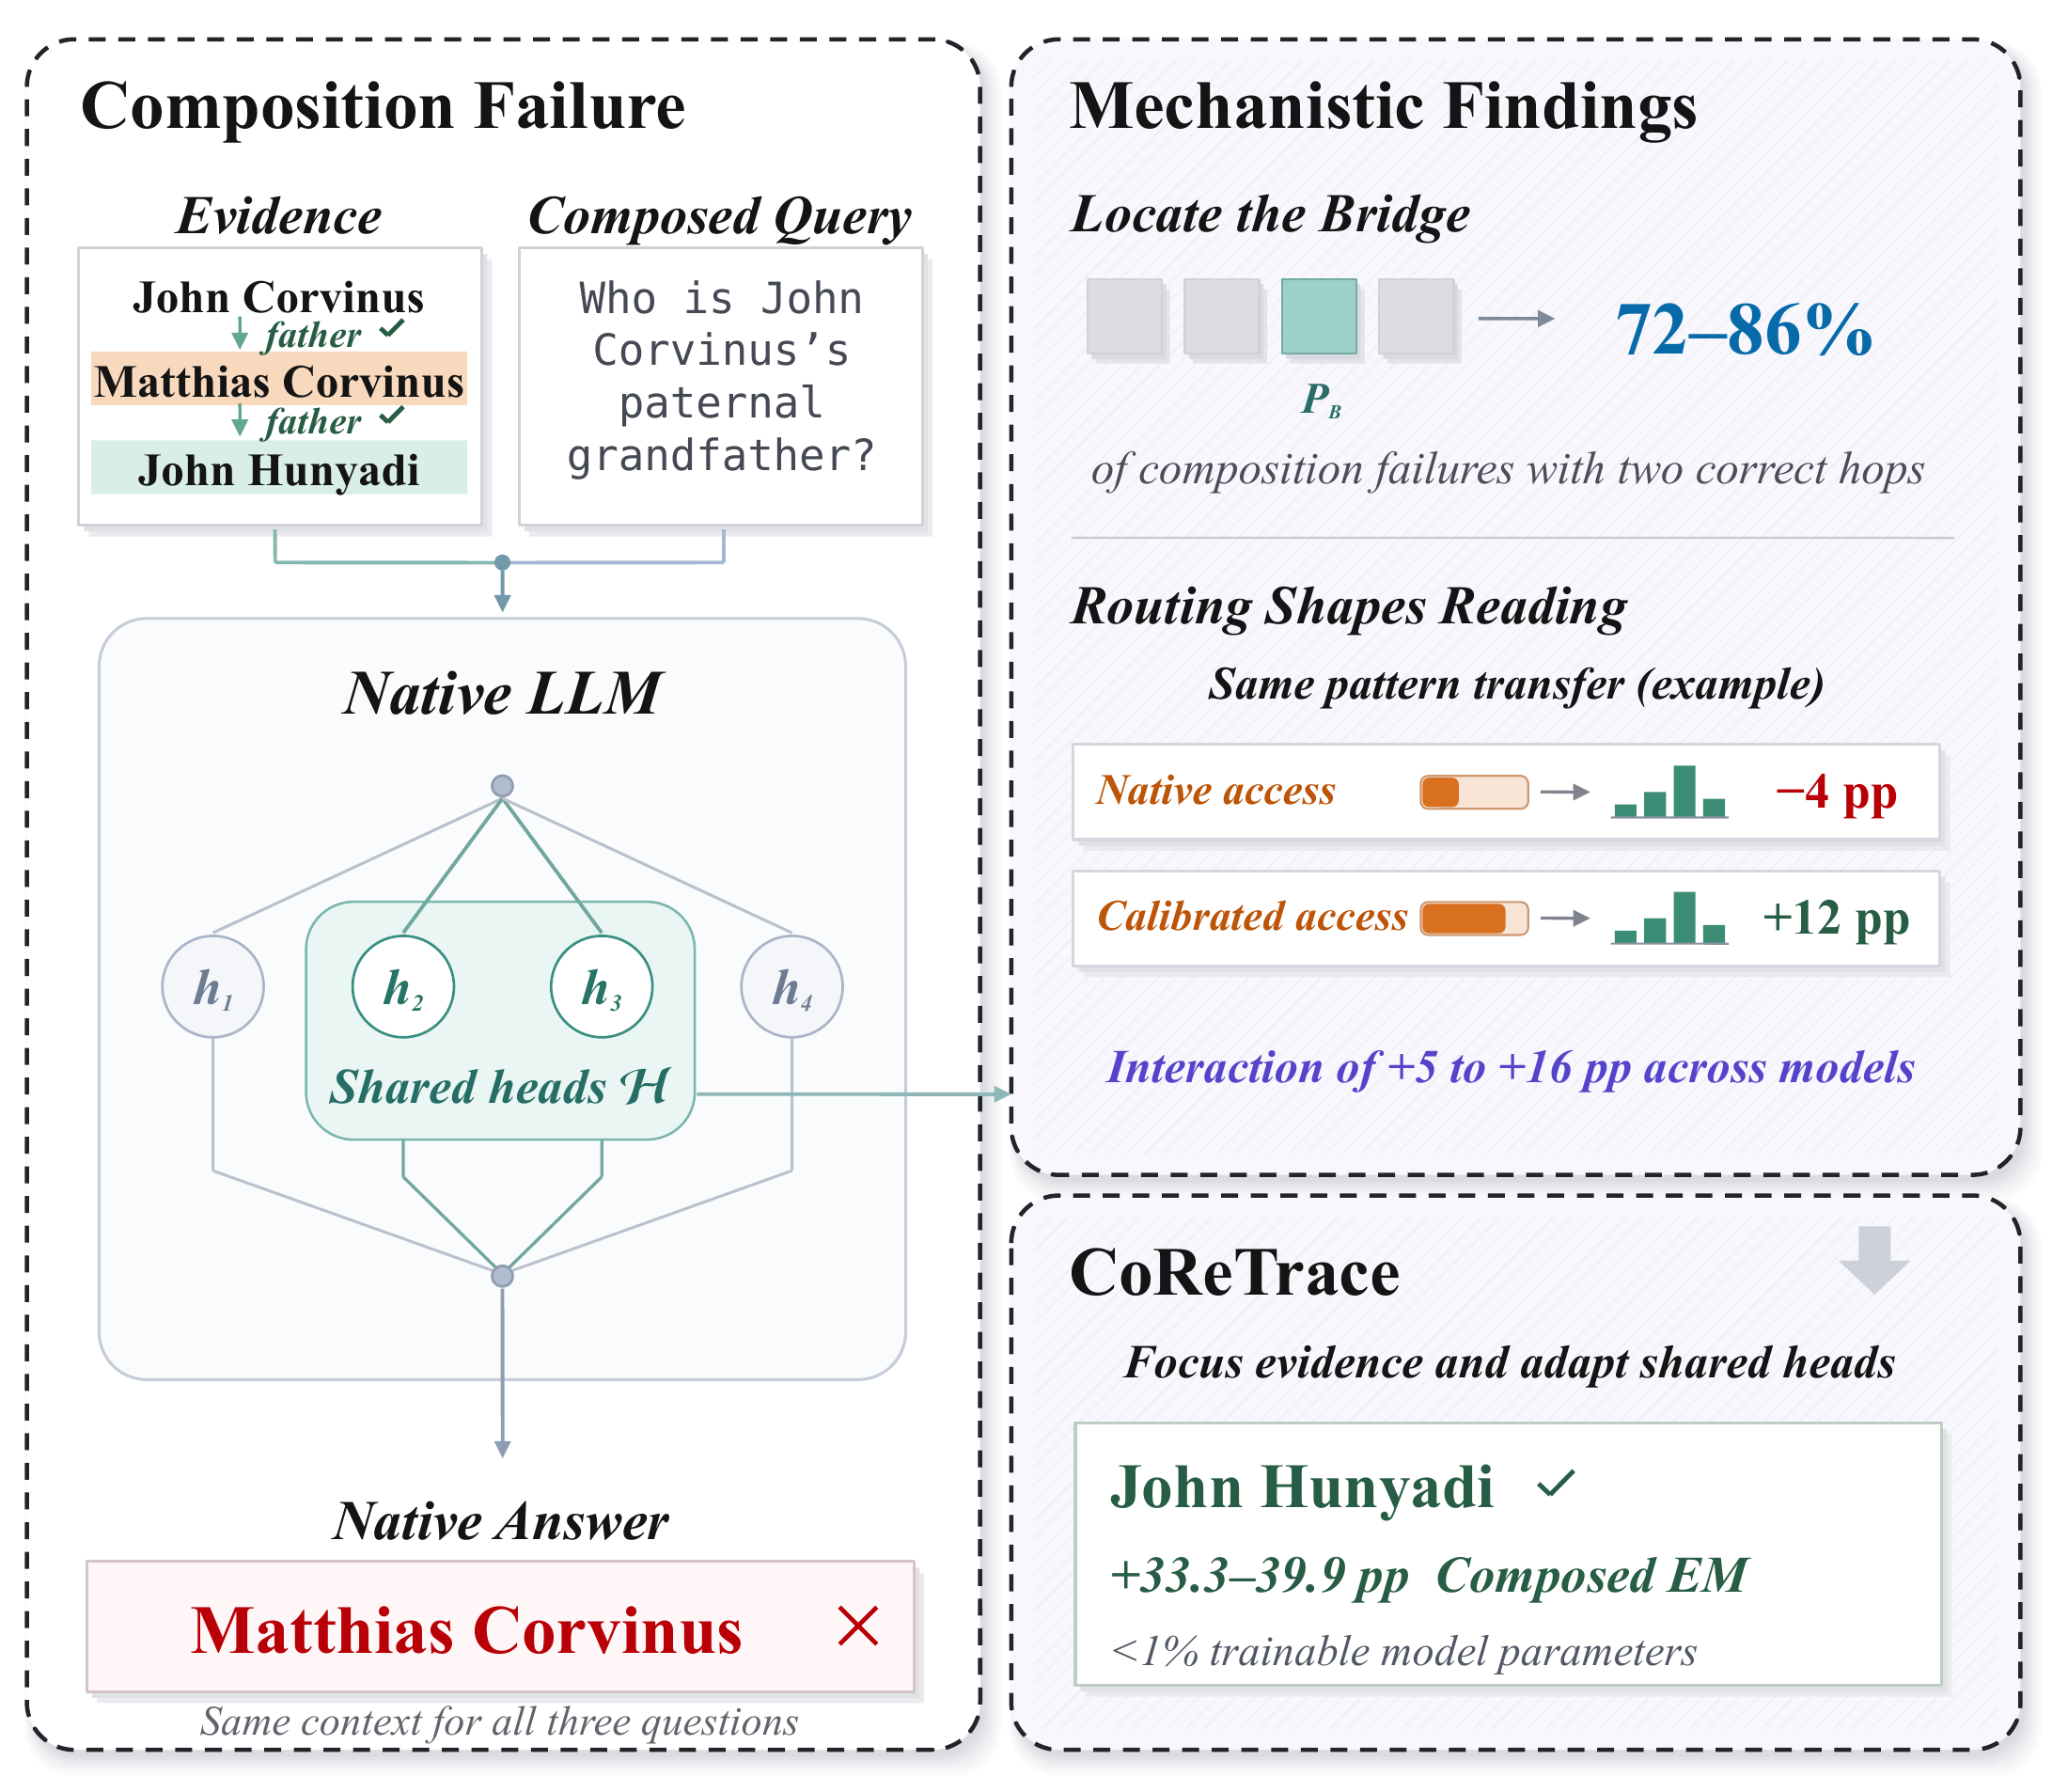 Composition Failure
Evidence
John Corvinus
father ✓
Matthias Corvinus
father ✓
John Hunyadi
Composed Query
Who is John
Corvinus’s
paternal
grandfather?
Native LLM
h1
h2
h3
h4
Shared heads ℋ
Native Answer
Matthias Corvinus ×
Same context for all three questions
Mechanistic Findings
Locate the Bridge
PB
72–86%
of composition failures with two correct hops
Routing Shapes Reading
Same pattern transfer (example)
Native access −4 pp
Calibrated access +12 pp
Interaction of +5 to +16 pp across models
CoReTrace
Focus evidence and adapt shared heads
John Hunyadi ✓
+33.3–39.9 pp Composed EM
<1% trainable model parameters